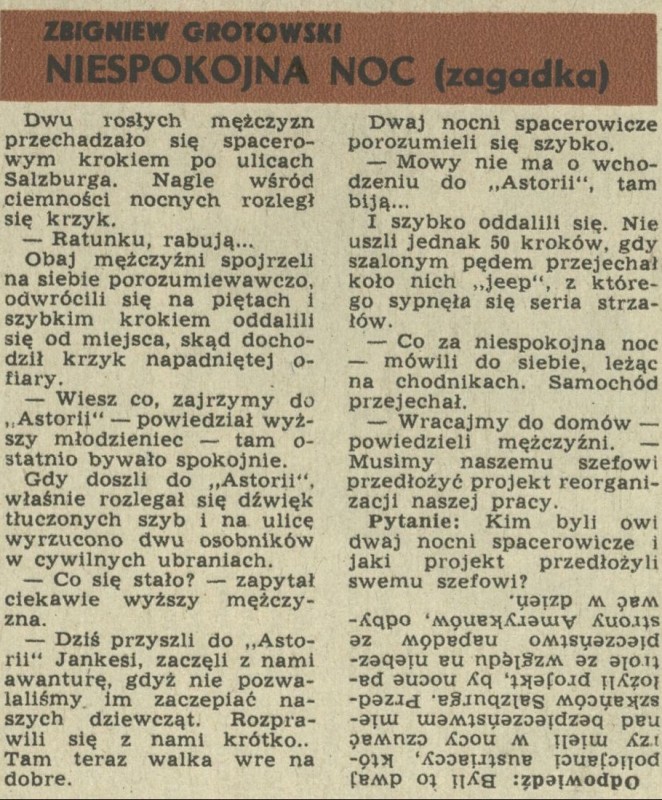 ZBIGNIEW GROTOWSKI
NIESPOKOJNA NOC (zagadka)
Dwu rosłych mężczyzn
przechadzało się spacero-
wym krokiem po ulicach
Salzburga. Nagle wśród
ciemności nocnych rozległ
się krzyk.
— Ratunku, rabują...
Obaj mężczyźni spojrzeli
na siebie porozumiewawczo,
odwrócili się na piętach i
szybkim krokiem oddalili
się od miejsca, skąd docho-
dził krzyk napadniętej o-
fiary.
— Wiesz co, zajrzymy do
„Astorii" — powiedział wyż-
szy młodzieniec — tam o-
statnio bywało spokojnie.
Gdy doszli do „Astorii",
właśnie rozlegał się dźwięk
tłuczonych szyb i na ulicę
wyrzucono dwu osobników
w cywilnych ubraniach.
— Co się stało? — zapytał
ciekawie wyższy mężczy-
zna.
— Dziś przyszli do „Asto-
rii" Jankesi, zaczęli z nami
awanturę, gdyż nie pozwa-
laliśmy im zaczepiać na-
szych dziewcząt. Rozpra-
wili się z nami krótko..
Tam teraz walka wre na
dobre.
Dwaj nocni spacerowicze
porozumieli się szybko.
— Mowy nie ma o wcho-
dzeniu do „Astorii", tam
biją...
I szybko oddalili się. Nie
uszli jednak 50 kroków, gdy
szalonym pędem przejechał
koło nich „jeep", z które-
go sypnęła się seria strza-
łów.
— Co za niespokojna noc
— mówili do siebie, leżąc
na chodnikach. Samochód
przejechał.
— Wracajmy do domów —
powiedzieli mężczyźni. —
Musimy naszemu szefowi
przedłożyć projekt reorgani-
zacji naszej pracy.
Pytanie: Kim byli owi
dwaj nocni spacerowicze i
jaki projekt przedłożyli
swemu szefowi?
Odpowiedź: Byli to dwaj
policjanci austriaccy, któ-
rzy mieli w nocy czuwać
nad bezpieczeństwem mie-
szkańców Salzburga. Przed-
łożyli projekt, by nocne pa-
trole ze względu na niebez-
pieczeństwo napadów ze
strony Amerykanów, odby-
wać w dzień.